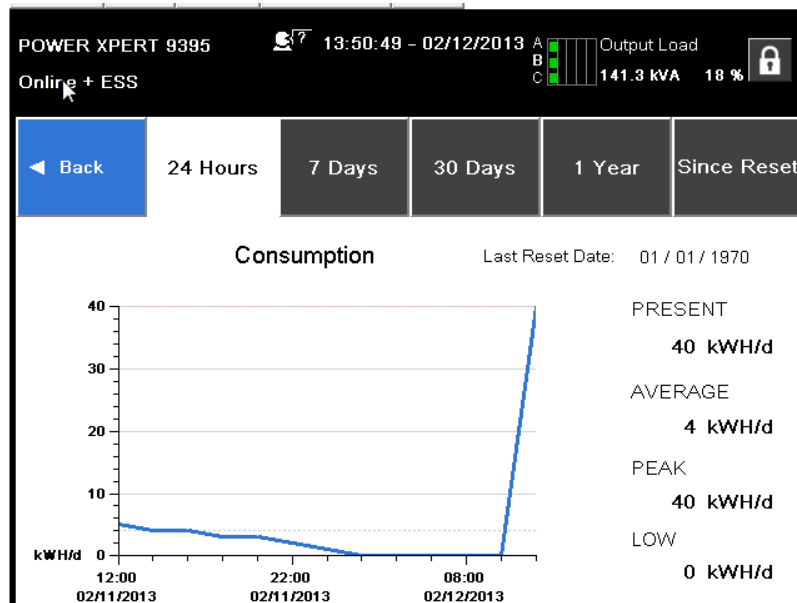 POWER XPERT 9395
? 13:50:49 - 02/12/2013
A
B
C
Output Load
141.3 kVA 18 %
Online + ESS
Back
24 Hours
7 Days
30 Days
1 Year
Since Reset
Consumption
Last Reset Date: 01 / 01 / 1970
40
30
20
10
kWH/d 0
12:00 22:00 08:00
02/11/2013 02/11/2013 02/12/2013
PRESENT
40 kWH/d
AVERAGE
4 kWH/d
PEAK
40 kWH/d
LOW
0 kWH/d